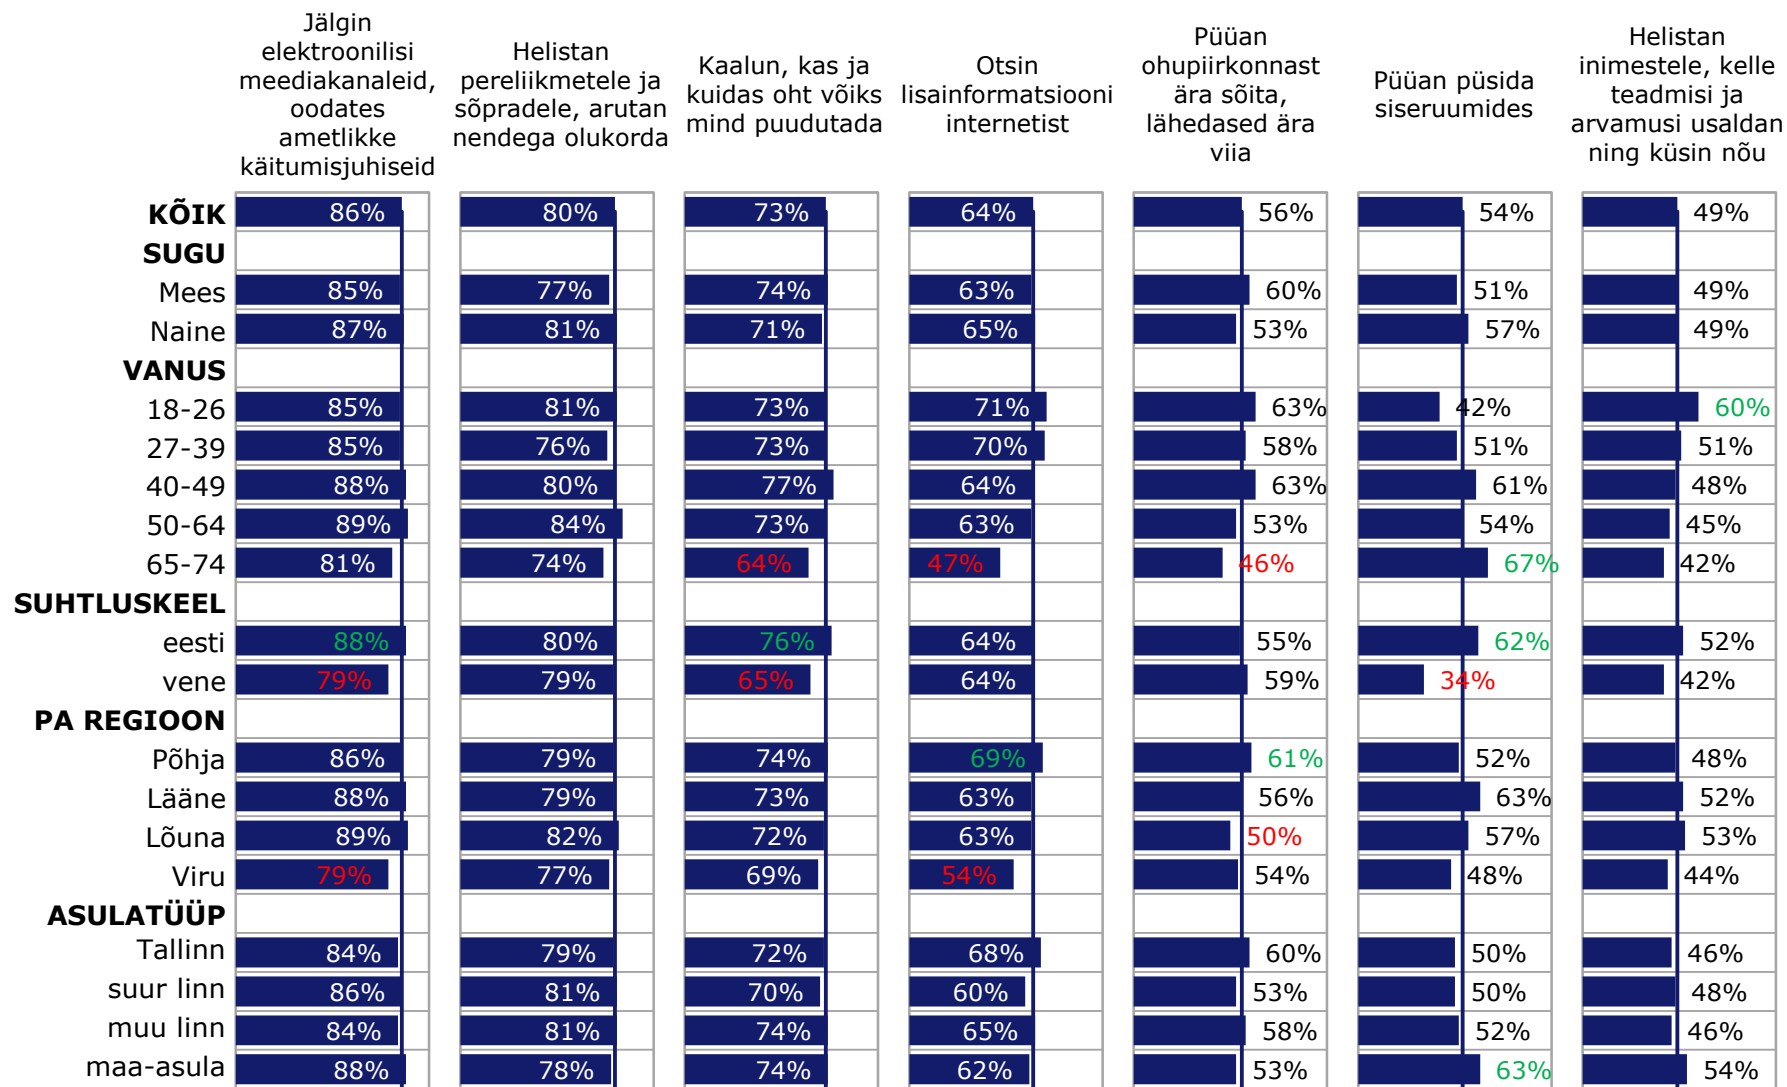 Jälgin
elektroonilisi
meediakanaleid,
oodates
ametlikke
käitumisjuhiseid
Helistan
pereliikmetele ja
sõpradele, arutan
nendega olukorda
Kaalun, kas ja
kuidas oht võiks
mind puudutada
Otsin
lisainformatsiooni
internetist
Püüan
ohupiirkonnast
ära sõita,
lähedased ära
viia
Püüan püsida
siseruumides
Helistan
inimestele, kelle
teadmisi ja
arvamusi usaldan
ning küsin nõu
KÕIK 86% 80% 73% 64% 56% 54% 49%
SUGU
Mees 85% 77% 74% 63% 60% 51% 49%
Naine 87% 81% 71% 65% 53% 57% 49%
VANUS
18-26 85% 81% 73% 71% 63% 42% 60%
27-39 85% 76% 73% 70% 58% 51% 51%
40-49 88% 80% 77% 64% 63% 61% 48%
50-64 89% 84% 73% 63% 53% 54% 45%
65-74 81% 74% 64% 47% 46% 67% 42%
SUHTLUSKEEL
eesti 88% 80% 76% 64% 55% 62% 52%
vene 79% 79% 65% 64% 59% 34% 42%
PA REGIOON
Põhja 86% 79% 74% 69% 61% 52% 48%
Lääne 88% 79% 73% 63% 56% 63% 52%
Lõuna 89% 82% 72% 63% 50% 57% 53%
Viru 79% 77% 69% 54% 54% 48% 44%
ASULATÜÜP
Tallinn 84% 79% 72% 68% 60% 50% 46%
suur linn 86% 81% 70% 60% 53% 50% 48%
muu linn 84% 81% 74% 65% 58% 52% 46%
maa-asula 88% 78% 74% 62% 53% 63% 54%